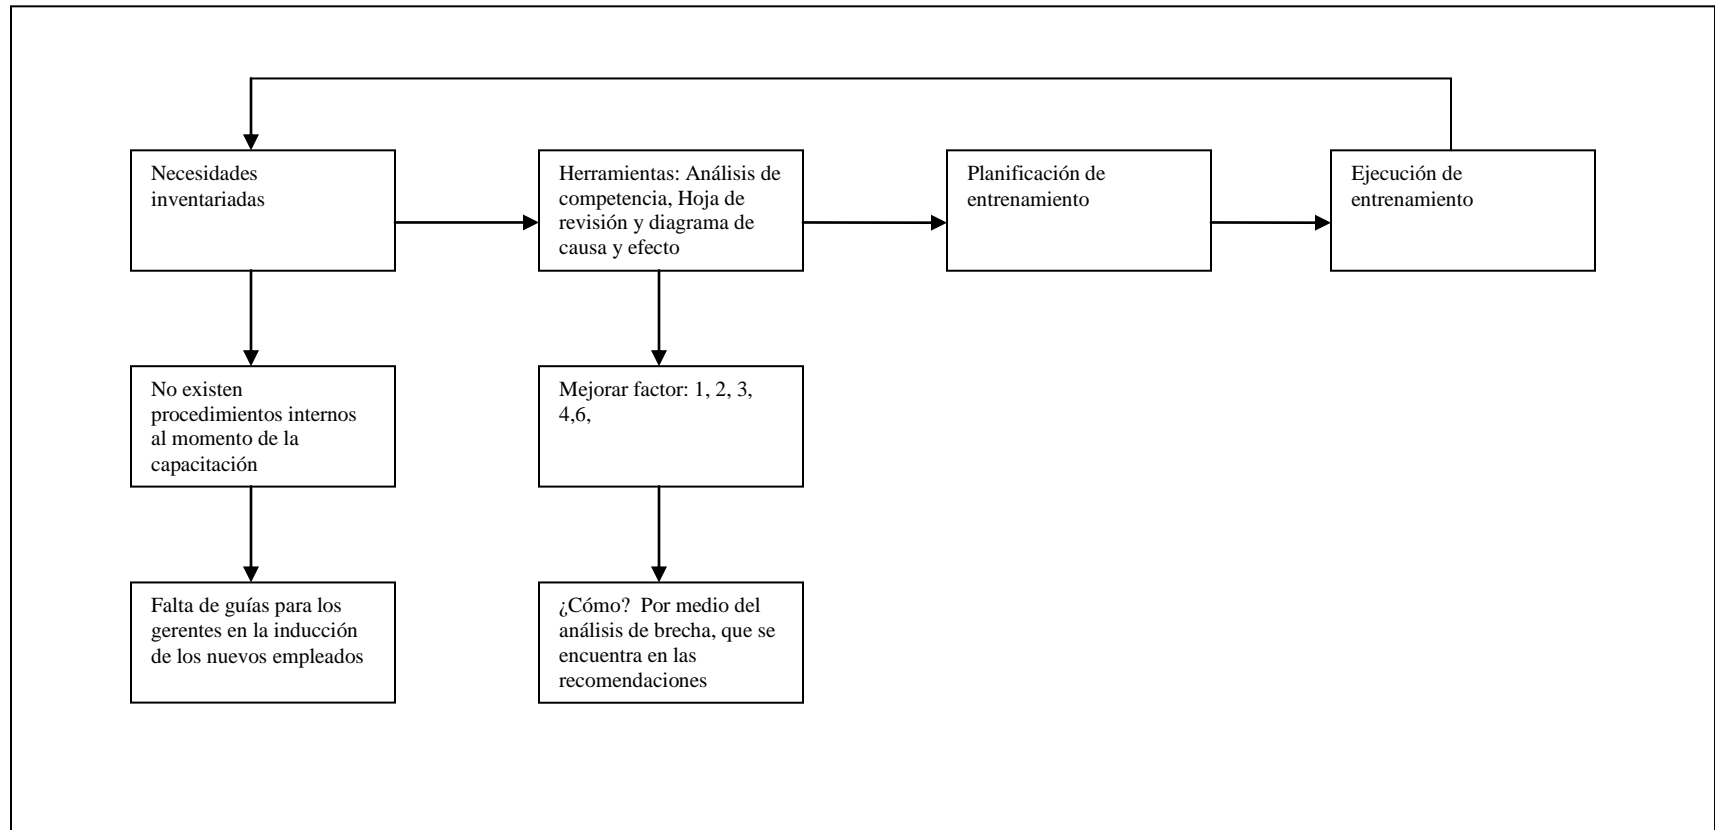 Necesidades
inventariadas
Herramientas: Análisis de
competencia, Hoja de
revisión y diagrama de
causa y efecto
Planificación de
entrenamiento
Ejecución de
entrenamiento
No existen
procedimientos internos
al momento de la
capacitación
Mejorar factor: 1, 2, 3,
4,6,
Falta de guías para los
gerentes en la inducción
de los nuevos empleados
¿Cómo?  Por medio del
análisis de brecha, que se
encuentra en las
recomendaciones